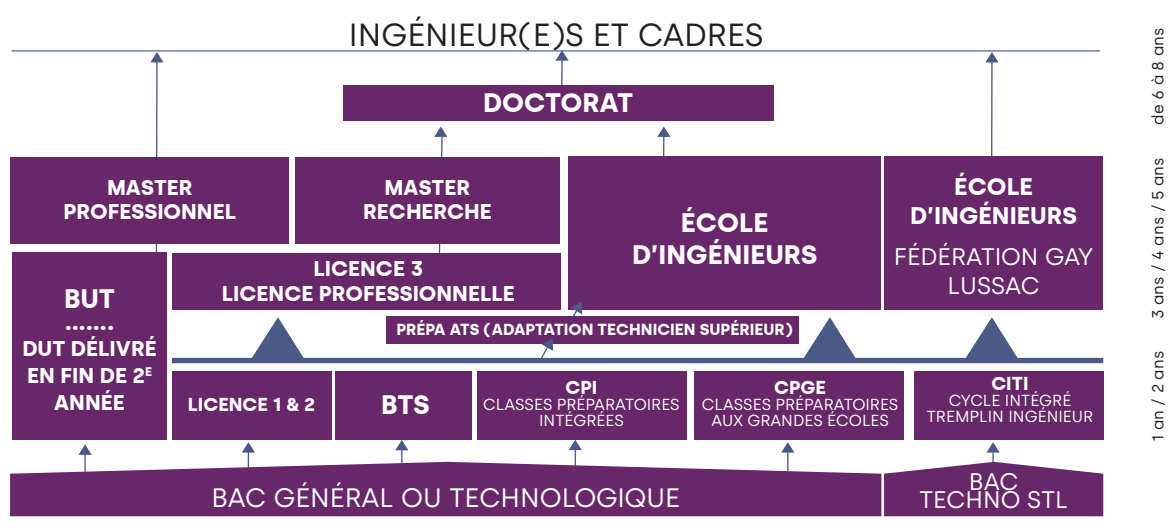 INGÉNIEUR(E)S ET CADRES
DOCTORAT
MASTER
PROFESSIONNEL
MASTER
RECHERCHE
ÉCOLE
D'INGÉNIEURS
ÉCOLE
D'INGÉNIEURS
FÉDÉRATION GAY
LUSSAC
BUT
.......
DUT DÉLIVRÉ
EN FIN DE 2E
ANNÉE
LICENCE 3
LICENCE PROFESSIONNELLE
PRÉPA ATS (ADAPTATION TECHNICIEN SUPÉRIEUR)
LICENCE 1 & 2
BTS
CPI
CLASSES PRÉPARATOIRES
INTÉGRÉES
CPGE
CLASSES PRÉPARATOIRES
AUX GRANDES ÉCOLES
CITI
CYCLE INTÉGRÉ
TREMPLIN INGÉNIEUR
BAC GÉNÉRAL OU TECHNOLOGIQUE
BAC
TECHNO STL
de 6 à 8 ans
3 ans / 4 ans / 5 ans
1 an / 2 ans